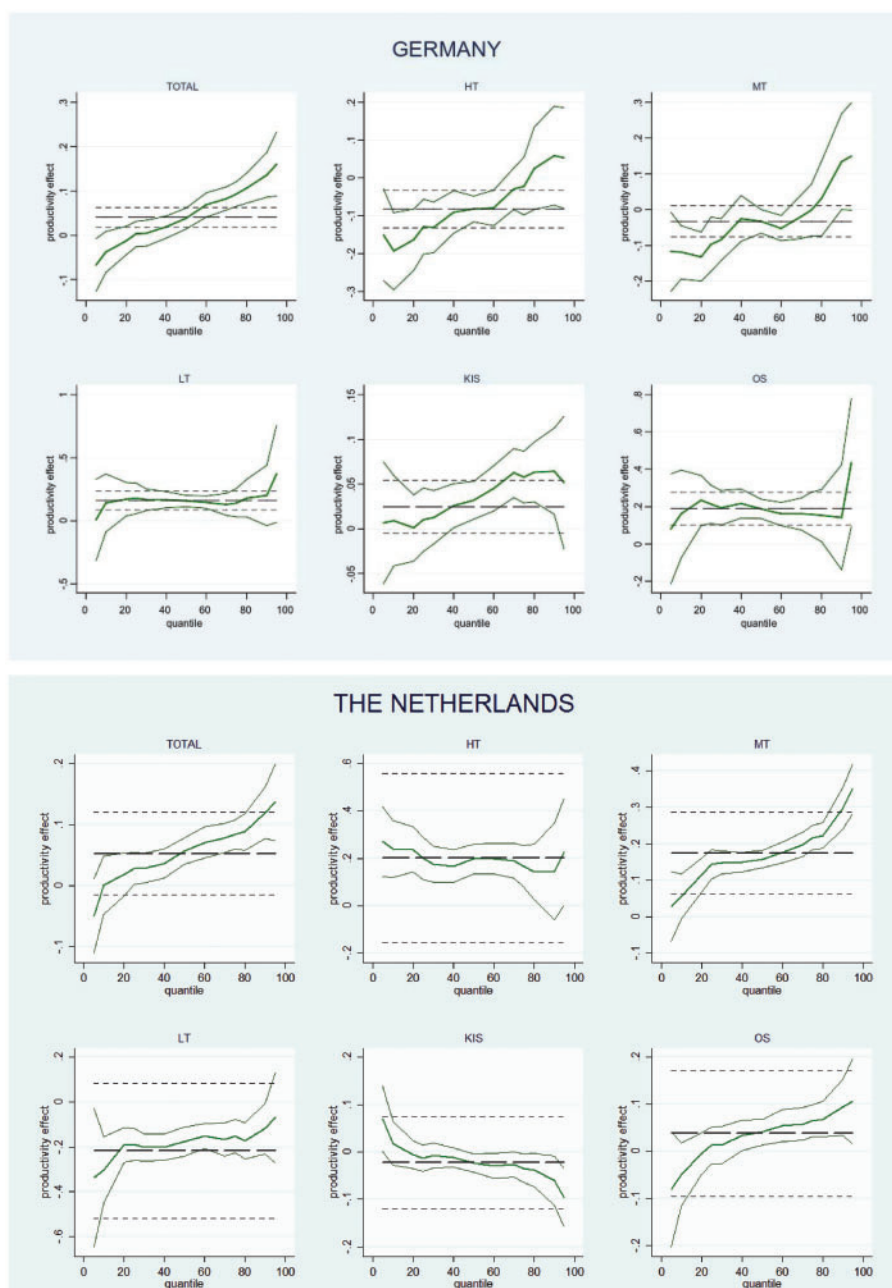 GERMANY
TOTAL
productivity effect
.3
.2
.1
0
-.1
0 20 40 60 80 100
quantile
HT
productivity effect
.2
.1
0
-.1
-.2
-.3
0 20 40 60 80 100
quantile
MT
productivity effect
.3
.2
.1
0
-.1
-.2
0 20 40 60 80 100
quantile
LT
productivity effect
1
.5
0
-.5
0 20 40 60 80 100
quantile
KIS
productivity effect
.15
.1
.05
0
-.05
0 20 40 60 80 100
quantile
OS
productivity effect
.8
.6
.4
.2
0
-.2
0 20 40 60 80 100
quantile
THE NETHERLANDS
TOTAL
productivity effect
.2
.1
0
-.1
0 20 40 60 80 100
quantile
HT
productivity effect
.6
.4
.2
0
-.2
0 20 40 60 80 100
quantile
MT
productivity effect
.4
.3
.2
.1
0
-.1
0 20 40 60 80 100
quantile
LT
productivity effect
.2
0
-.2
-.4
-.6
0 20 40 60 80 100
quantile
KIS
productivity effect
.2
.1
0
-.1
-.2
0 20 40 60 80 100
quantile
OS
productivity effect
.2
.1
0
-.1
-.2
0 20 40 60 80 100
quantile